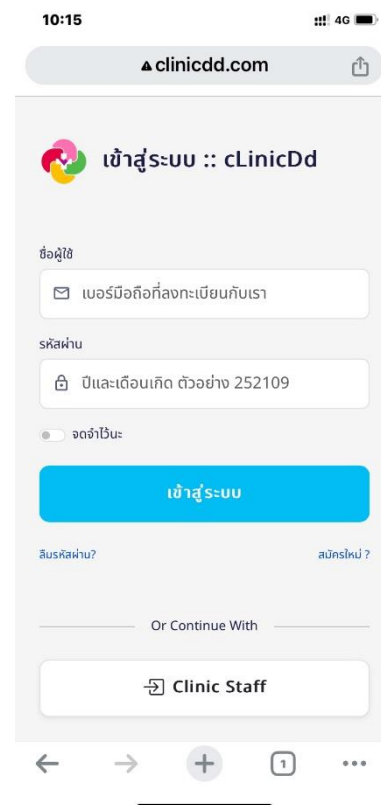 10:15
4G
clinicdd.com
เข้าสู่ระบบ :: cLinicDd
ชื่อผู้ใช้
เบอร์มือถือที่ลงทะเบียนกับเรา
รหัสผ่าน
ปีและเดือนเกิด ตัวอย่าง 252109
จดจำไว้นะ
เข้าสู่ระบบ
ลืมรหัสผ่าน?
สมัครใหม่ ?
Or Continue With
Clinic Staff
1